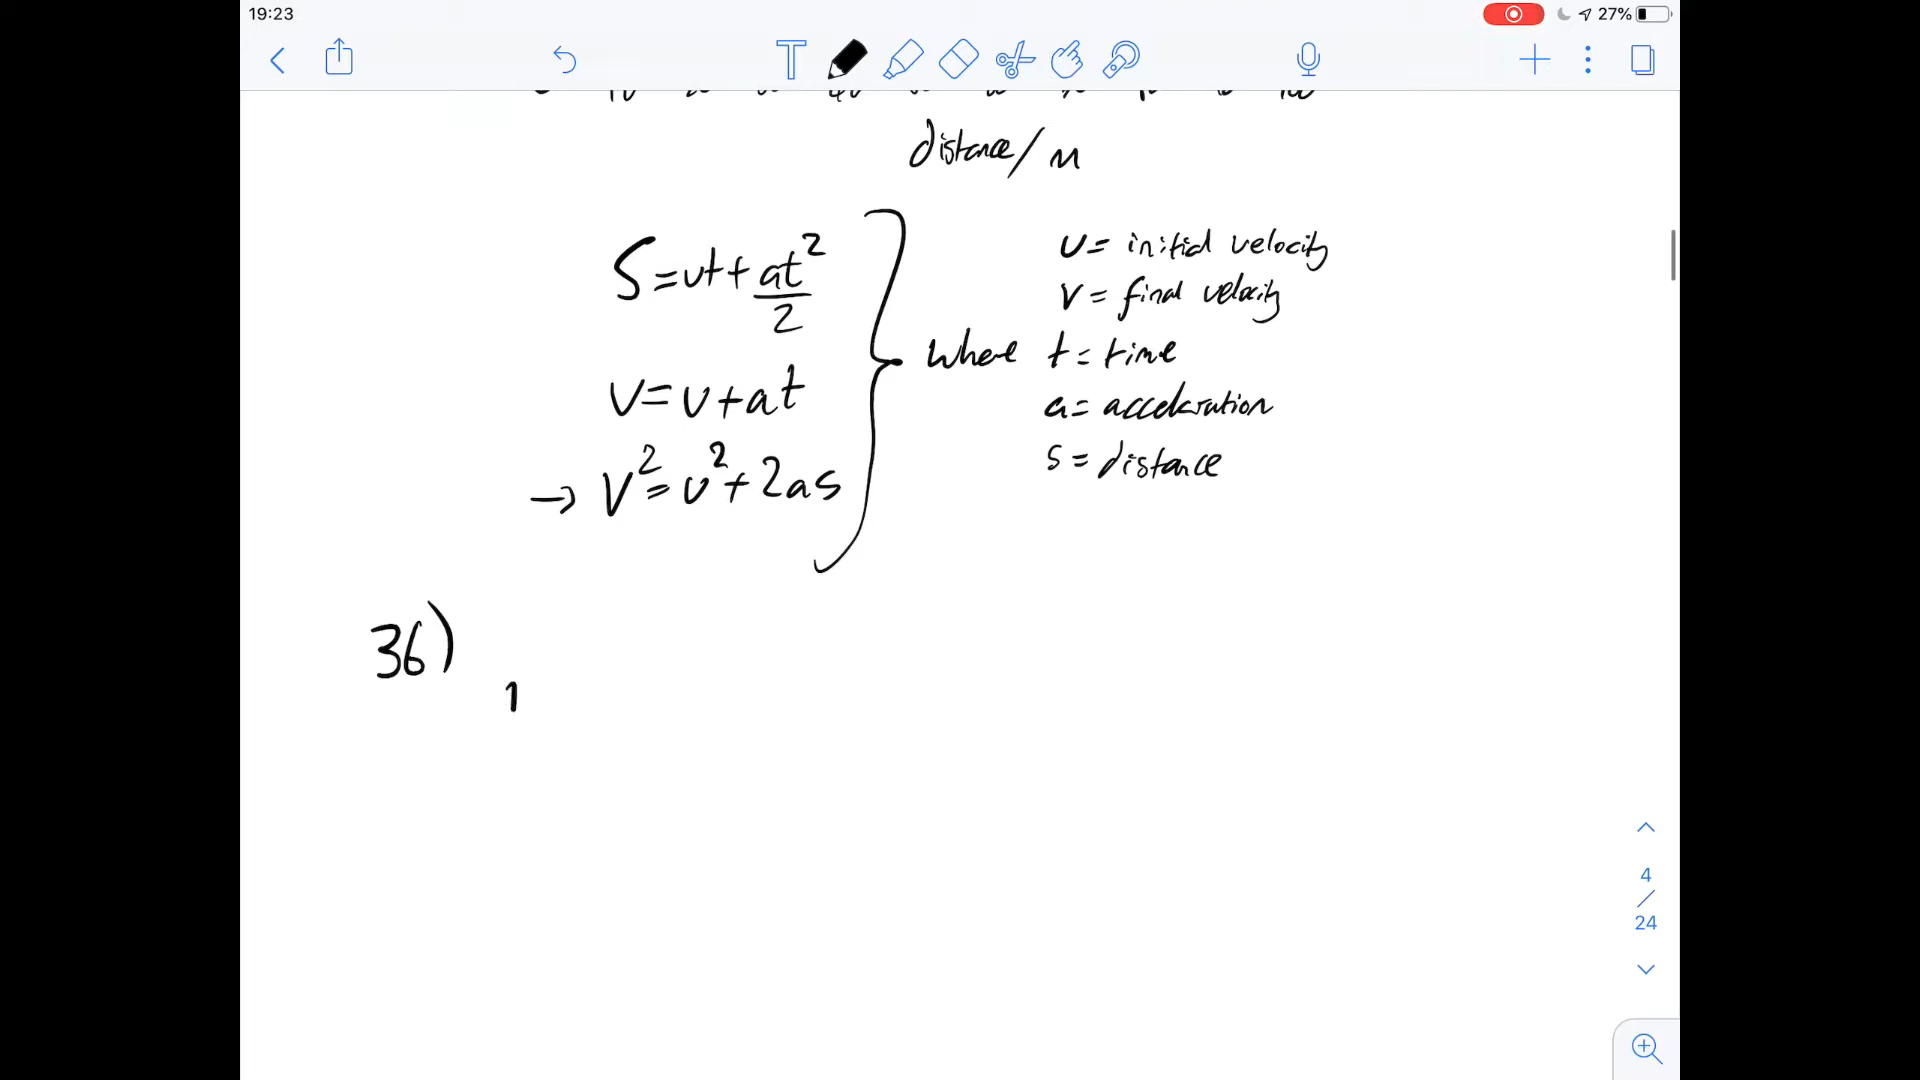 19:23
27%
distance/m
S=ut+at²/2
v=u+at
→ v²=u²+2as
where
u= initial velocity
v= final velocity
t= time
a= acceleration
s= distance
36)
1
4
/
24